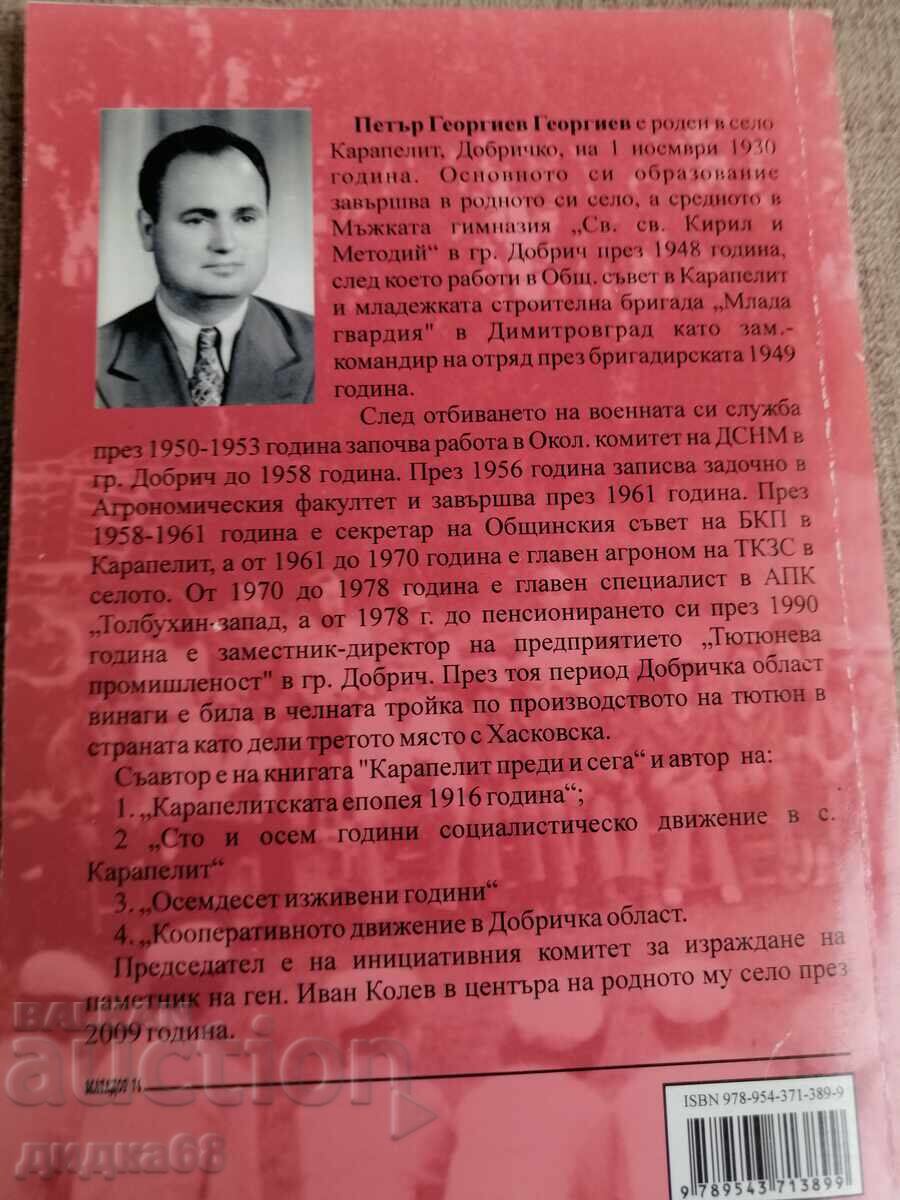 Петър Георгиев Георгиев е роден в село
Карапелит, Добричко, на 1 ноември 1930
година. Основното си образование
завършва в родното си село, а средното в
Мъжката гимназия „Св. св. Кирил и
Методий“ в гр. Добрич през 1948 година,
след което работи в Общ. съвет в Карапелит
и младежката строителна бригада „Млада
гвардия" в Димитровград като зам.-
командир на отряд през бригадирската 1949
година.
След отбиването на военната си служба
през 1950-1953 година започва работа в Окол. комитет на ДСНМ в
гр. Добрич до 1958 година. През 1956 година записва задочно в
Агрономическия факултет и завършва през 1961 година. През
1958-1961 година е секретар на Общинския съвет на БКП в
Карапелит, а от 1961 до 1970 година е главен агроном на ТКЗС в
селото. От 1970 до 1978 година е главен специалист в АПК
„Толбухин-запад, а от 1978 г. до пенсионирането си през 1990
година е заместник-директор на предприятието „Тютюнева
промишленост" в гр. Добрич. През тоя период Добричка област
винаги е била в челната тройка по производството на тютюн в
страната като дели третото място с Хасковска.
Съавтор е на книгата "Карапелит преди и сега“ и автор на:
1. „Карапелитската епопея 1916 година“;
2 „Сто и осем години социалистическо движение в с.
Карапелит“
3. „Осемдесет изживени години“
4. „Кооперативното движение в Добричка област.
Председател е на инициативния комитет за израждане на
паметник на ген. Иван Колев в центъра на родното му село през
2009 година.
BALKAN
auction
дидка68
МАТАДОР 74
ISBN 978-954-371-389-9
9 789543 713899